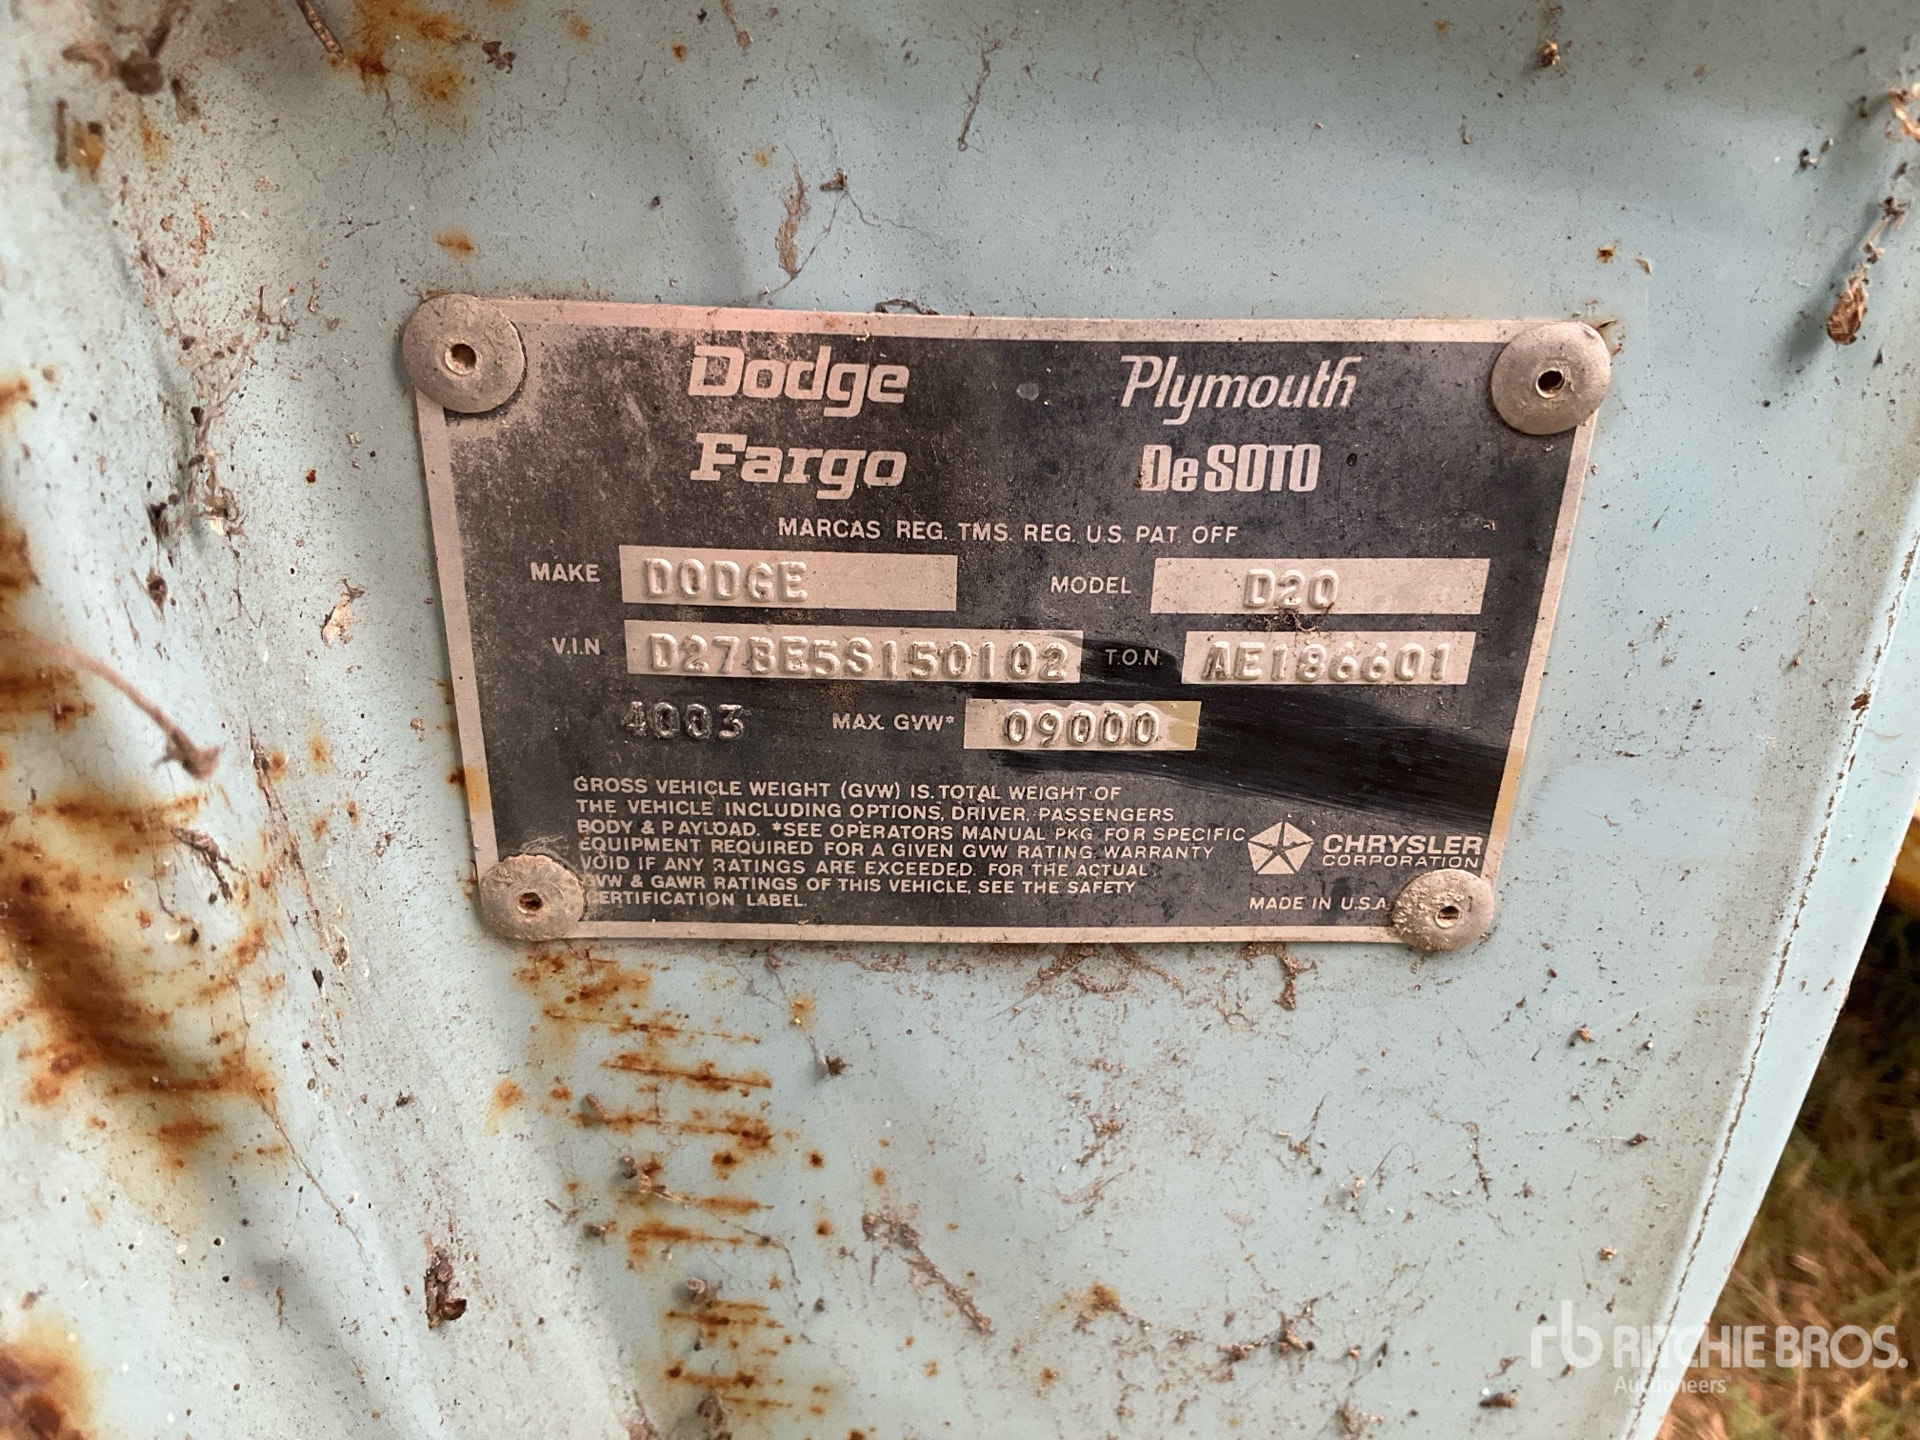 Dodge Plymouth
Fargo De SOTO
MARCAS REG. TMS. REG. U.S. PAT. OFF
MAKE DODGE MODEL D20
V.I.N D27BE5S150102 T.O.N. AE186601
4003 MAX. GVW* 09000
GROSS VEHICLE WEIGHT (GVW) IS TOTAL WEIGHT OF
THE VEHICLE INCLUDING OPTIONS, DRIVER, PASSENGERS
BODY & PAYLOAD. *SEE OPERATORS MANUAL PKG. FOR SPECIFIC
EQUIPMENT REQUIRED FOR A GIVEN GVW RATING. WARRANTY
VOID IF ANY RATINGS ARE EXCEEDED. FOR THE ACTUAL
GVW & GAWR RATINGS OF THIS VEHICLE, SEE THE SAFETY
CERTIFICATION LABEL.
CHRYSLER
CORPORATION
MADE IN U.S.A.
rb RITCHIE BROS.
Auctioneers